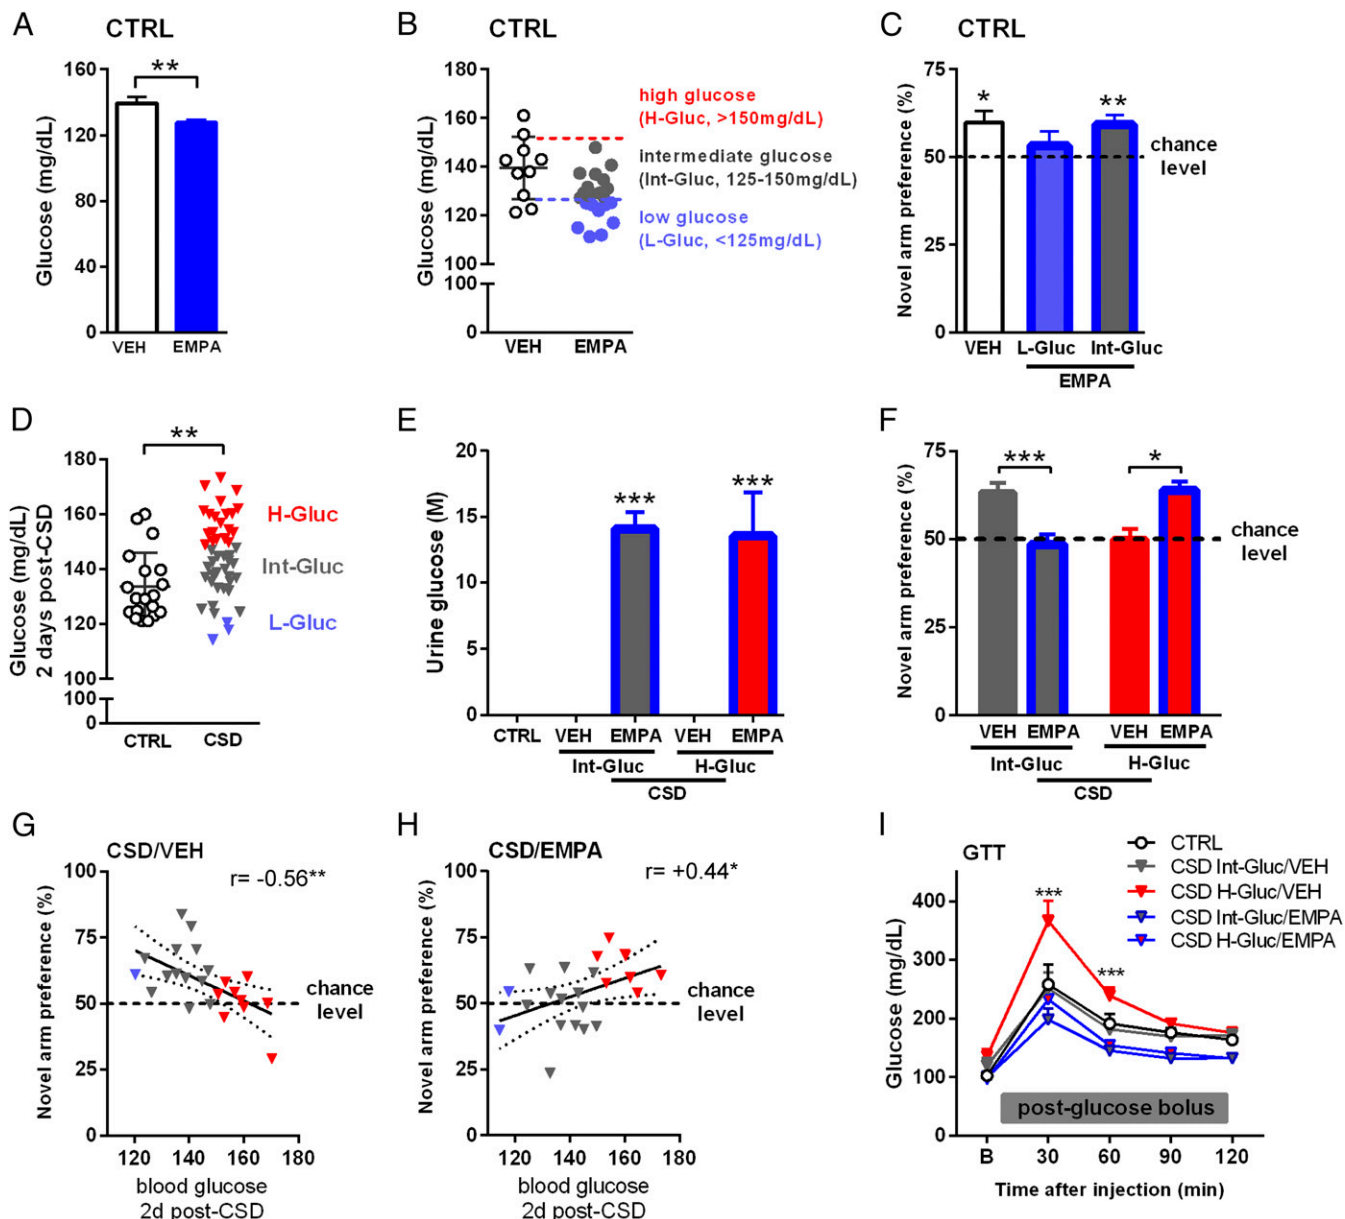 A
CTRL
Glucose (mg/dL)
160
120
80
40
0
**
VEH
EMPA
B
CTRL
Glucose (mg/dL)
180
160
140
120
100
100
0
VEH
EMPA
high glucose
(H-Gluc, >150mg/dL)
intermediate glucose
(Int-Gluc, 125-150mg/dL)
low glucose
(L-Gluc, <125mg/dL)
C
CTRL
Novel arm preference (%)
75
50
25
0
*
**
chance
level
VEH
L-Gluc
Int-Gluc
EMPA
D
Glucose (mg/dL)
2 days post-CSD
180
160
140
120
100
100
0
**
H-Gluc
Int-Gluc
L-Gluc
CTRL
CSD
E
Urine glucose (M)
20
15
10
5
0
***
***
CTRL
VEH
EMPA
VEH
EMPA
Int-Gluc
H-Gluc
CSD
F
Novel arm preference (%)
75
50
25
0
***
*
chance
level
VEH
EMPA
VEH
EMPA
Int-Gluc
H-Gluc
CSD
G
CSD/VEH
r= -0.56**
Novel arm preference (%)
100
75
50
25
0
chance
level
120
140
160
180
blood glucose
2d post-CSD
H
CSD/EMPA
r= +0.44*
Novel arm preference (%)
100
75
50
25
0
chance
level
120
140
160
180
blood glucose
2d post-CSD
I
GTT
CTRL
CSD Int-Gluc/VEH
CSD H-Gluc/VEH
CSD Int-Gluc/EMPA
CSD H-Gluc/EMPA
Glucose (mg/dL)
400
300
200
100
0
***
***
post-glucose bolus
B
30
60
90
120
Time after injection (min)